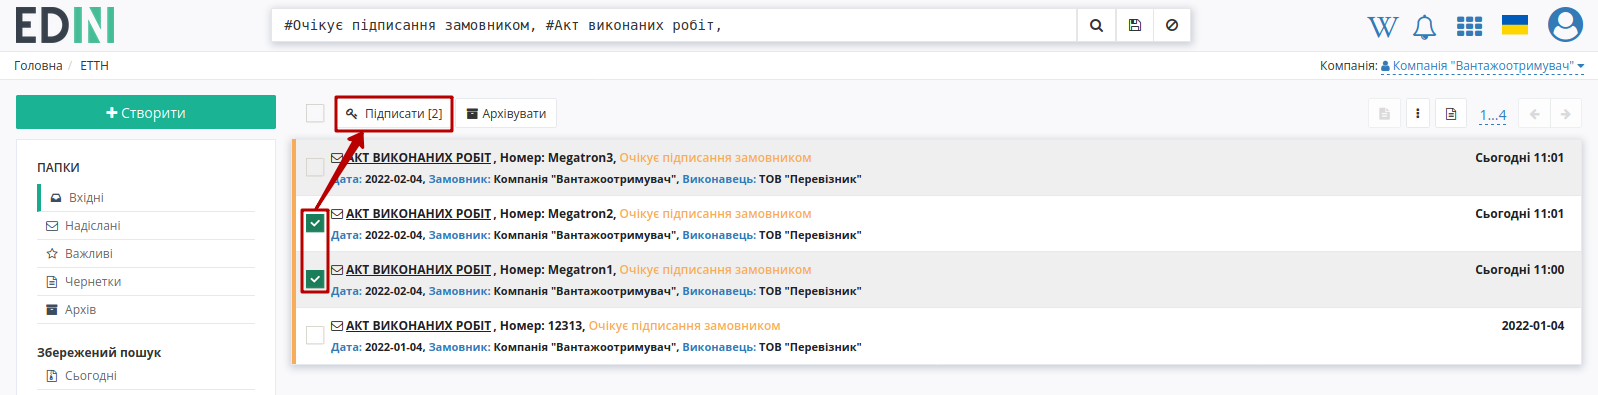 EDIN
#Очікує підписання замовником, #Акт виконаних робіт,
W
Головна / ЕТТН
Компанія: Компанія "Вантажоотримувач"
Створити
Підписати [2]
Архівувати
1...4
ПАПКИ
Вхідні
Надіслані
Важливі
Чернетки
Архів
Збережений пошук
Сьогодні
АКТ ВИКОНАНИХ РОБІТ, Номер: Megatron3, Очікує підписання замовником
Сьогодні 11:01
Дата: 2022-02-04, Замовник: Компанія "Вантажоотримувач", Виконавець: ТОВ "Перевізник"
АКТ ВИКОНАНИХ РОБІТ, Номер: Megatron2, Очікує підписання замовником
Сьогодні 11:01
Дата: 2022-02-04, Замовник: Компанія "Вантажоотримувач", Виконавець: ТОВ "Перевізник"
АКТ ВИКОНАНИХ РОБІТ, Номер: Megatron1, Очікує підписання замовником
Сьогодні 11:00
Дата: 2022-02-04, Замовник: Компанія "Вантажоотримувач", Виконавець: ТОВ "Перевізник"
АКТ ВИКОНАНИХ РОБІТ, Номер: 12313, Очікує підписання замовником
2022-01-04
Дата: 2022-01-04, Замовник: Компанія "Вантажоотримувач", Виконавець: ТОВ "Перевізник"